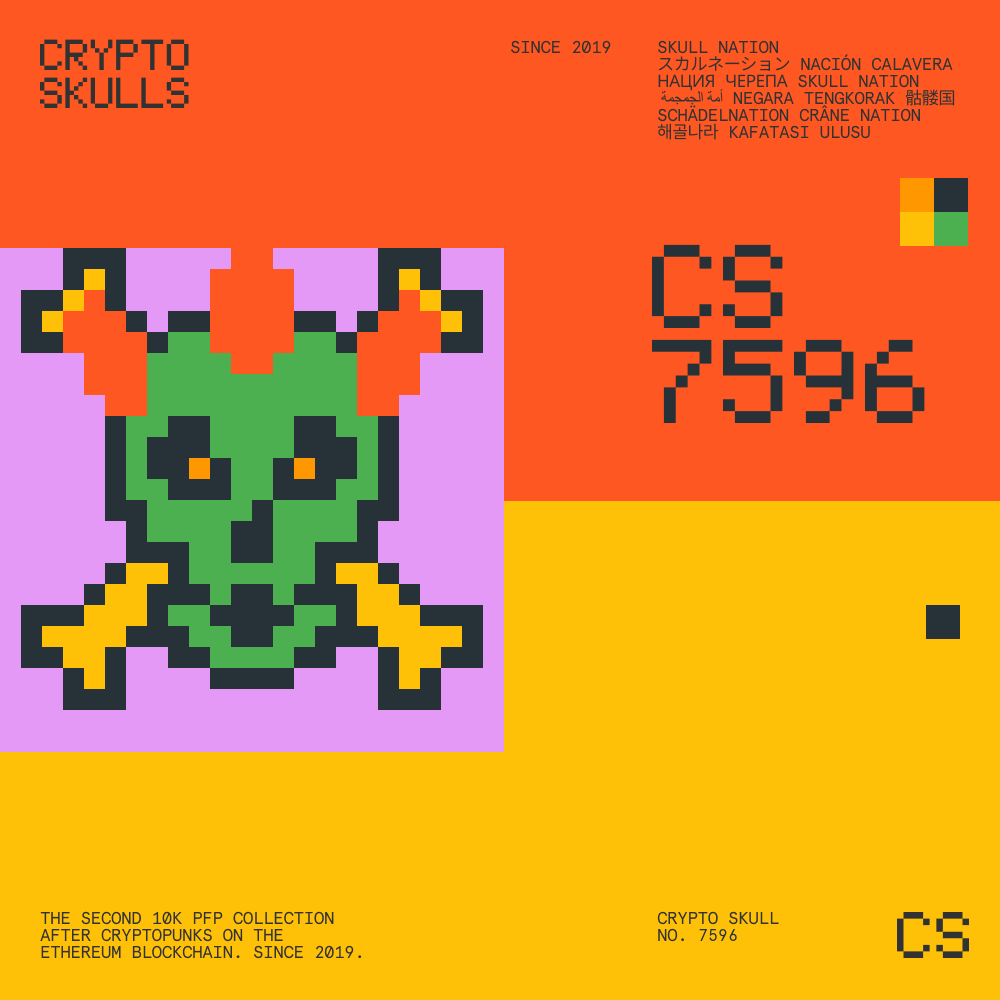 CRYPTO
SKULLS
SINCE 2019
SKULL NATION
スカルネーション NACIÓN CALAVERA
НАЦИЯ ЧЕРЕПА SKULL NATION
أمة الجمجمة NEGARA TENGKORAK 骷髅国
SCHÄDELNATION CRÂNE NATION
해골나라 KAFATASI ULUSU
CS
7596
THE SECOND 10K PFP COLLECTION
AFTER CRYPTOPUNKS ON THE
ETHEREUM BLOCKCHAIN. SINCE 2019.
CRYPTO SKULL
NO. 7596
CS